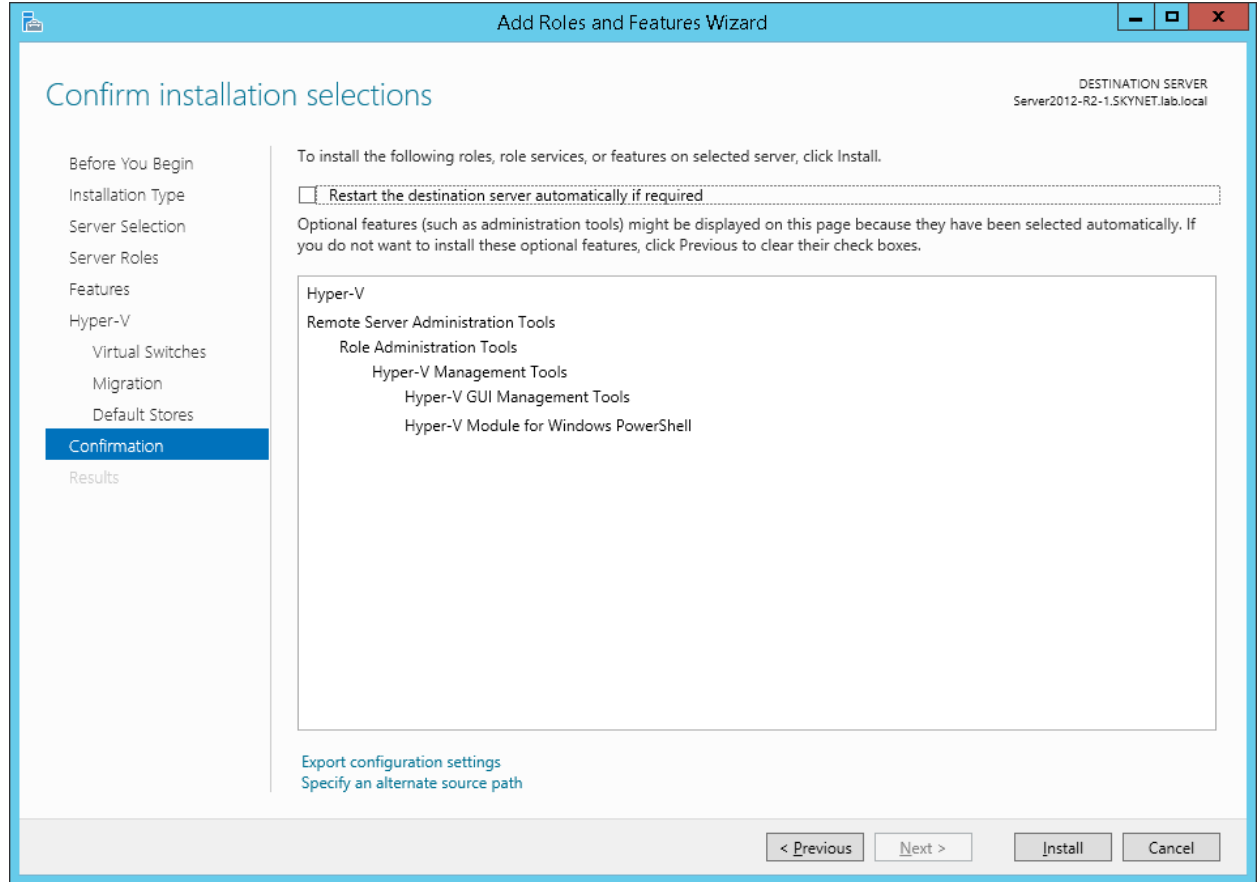 Add Roles and Features Wizard
Confirm installation selections
DESTINATION SERVER
Server2012-R2-1.SKYNET.lab.local
Before You Begin
Installation Type
Server Selection
Server Roles
Features
Hyper-V
Virtual Switches
Migration
Default Stores
Confirmation
Results
To install the following roles, role services, or features on selected server, click Install.
Restart the destination server automatically if required
Optional features (such as administration tools) might be displayed on this page because they have been selected automatically. If
you do not want to install these optional features, click Previous to clear their check boxes.
Hyper-V
Remote Server Administration Tools
Role Administration Tools
Hyper-V Management Tools
Hyper-V GUI Management Tools
Hyper-V Module for Windows PowerShell
Export configuration settings
Specify an alternate source path
< Previous
Next >
Install
Cancel